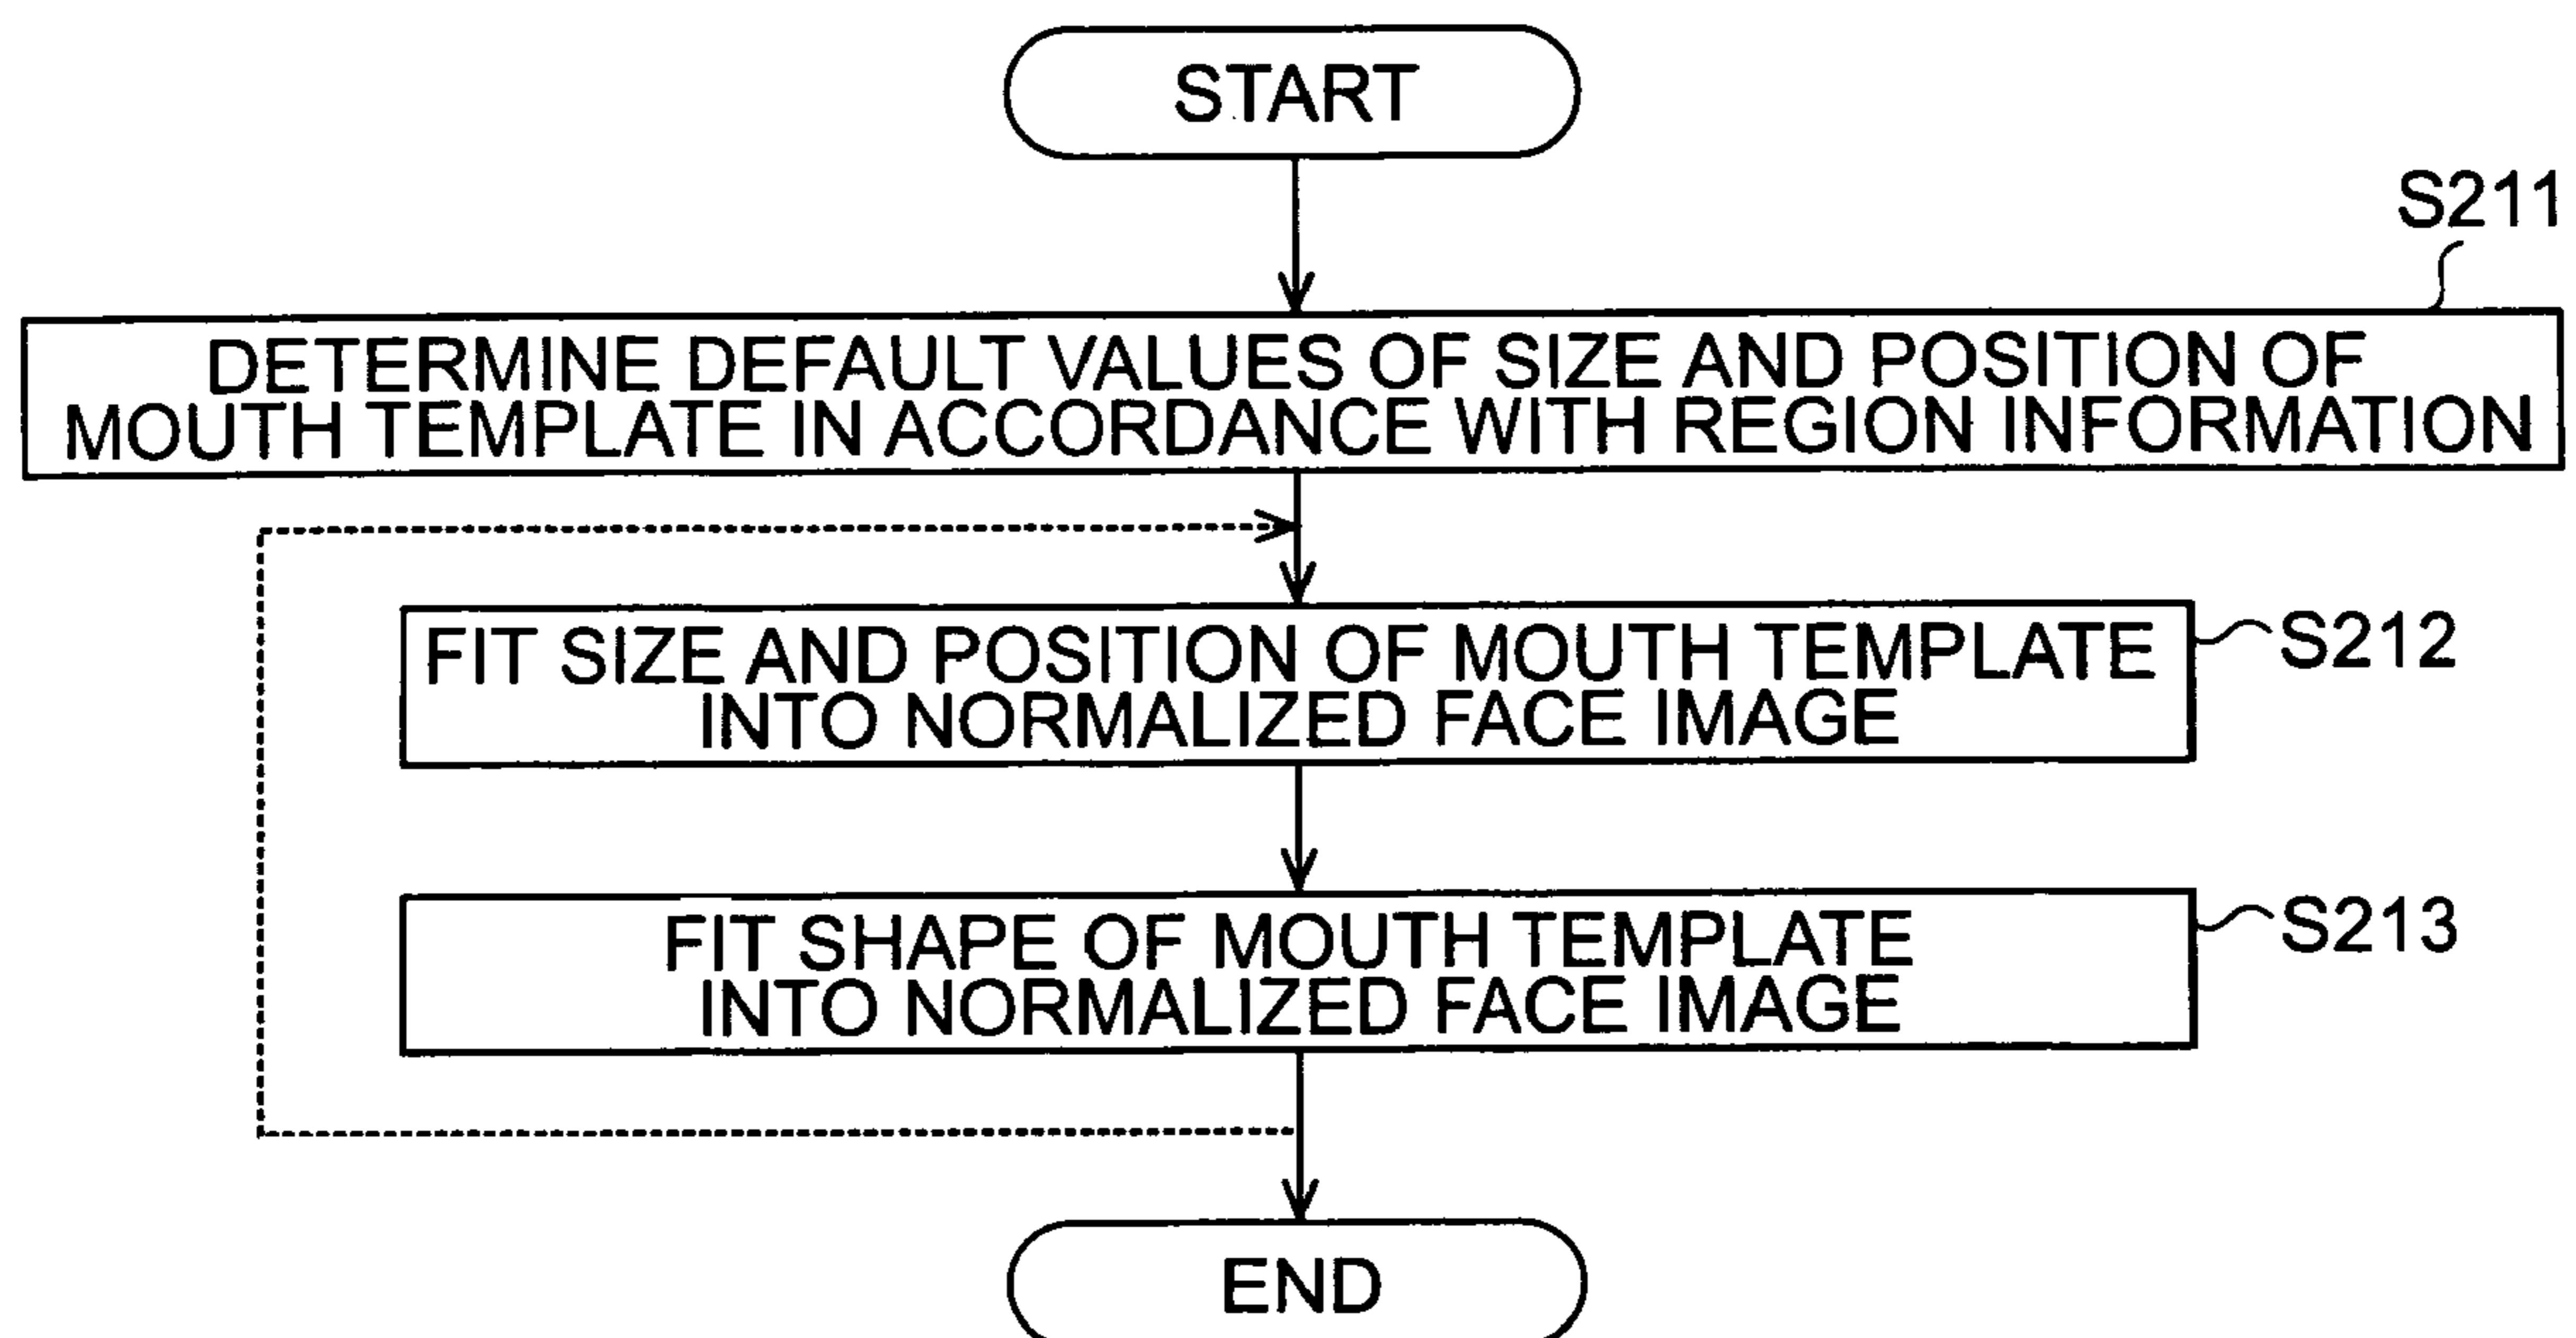 START
S211
DETERMINE DEFAULT VALUES OF SIZE AND POSITION OF
MOUTH TEMPLATE IN ACCORDANCE WITH REGION INFORMATION
FIT SIZE AND POSITION OF MOUTH TEMPLATE
INTO NORMALIZED FACE IMAGE
S212
FIT SHAPE OF MOUTH TEMPLATE
INTO NORMALIZED FACE IMAGE
S213
END